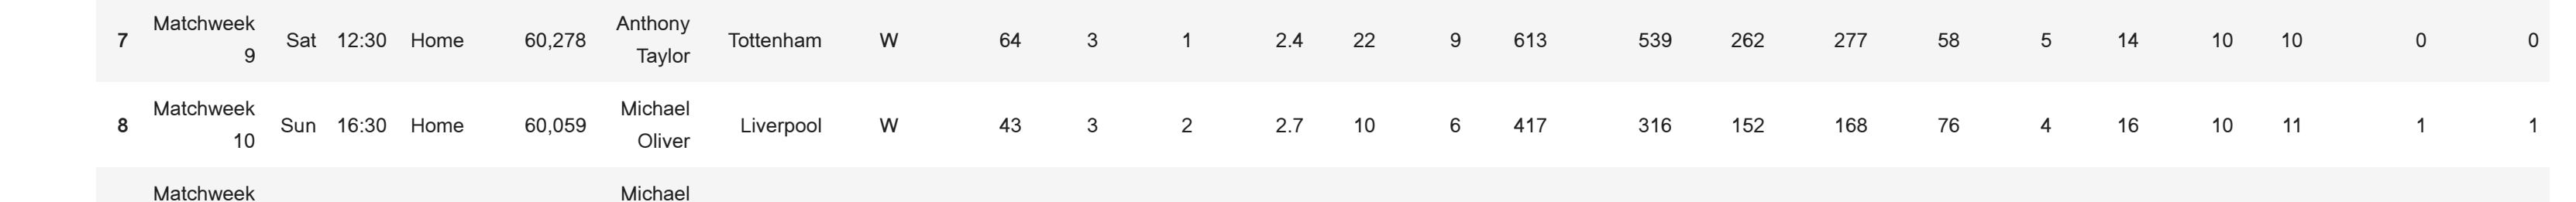 7 Matchweek 9 Sat 12:30 Home 60,278 Anthony Taylor Tottenham W 64 3 1 2.4 22 9 613 539 262 277 58 5 14 10 10 0 0
8 Matchweek 10 Sun 16:30 Home 60,059 Michael Oliver Liverpool W 43 3 2 2.7 10 6 417 316 152 168 76 4 16 10 11 1 1
Matchweek Michael